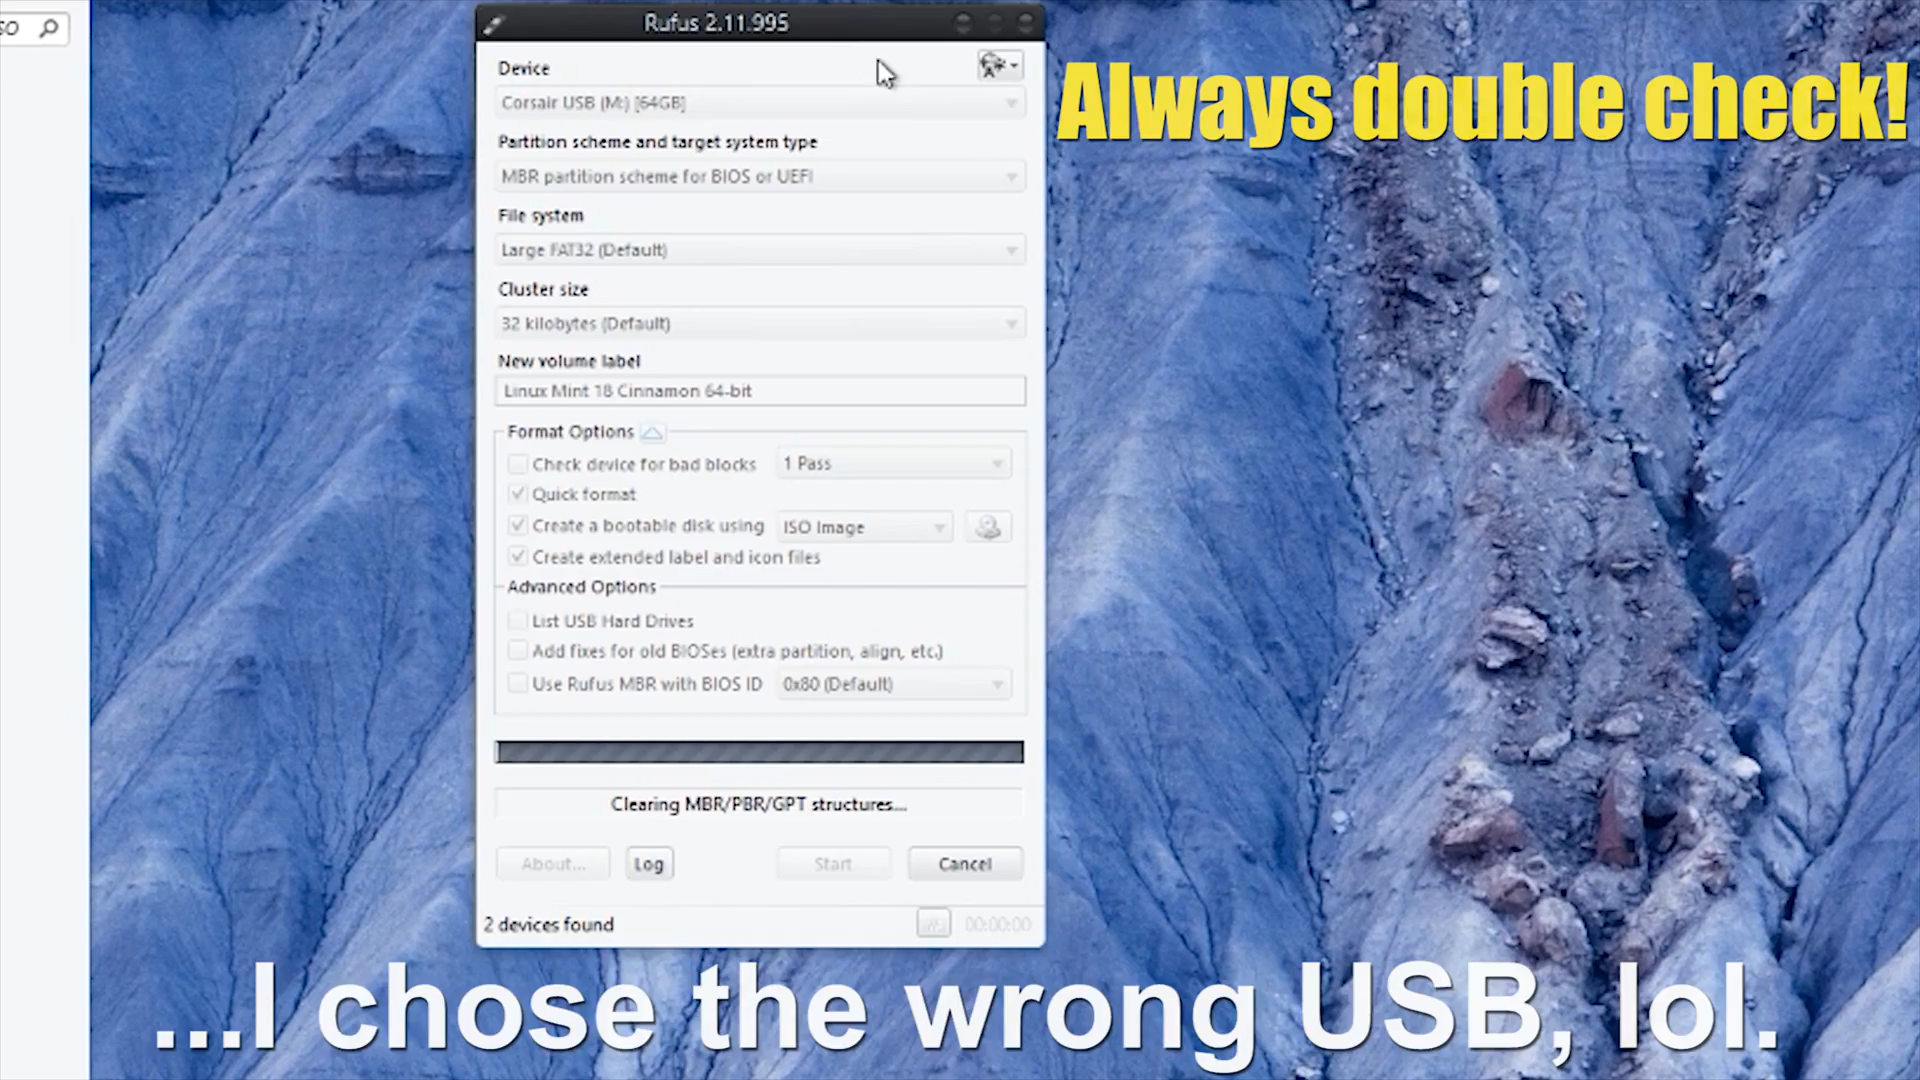 SO
Rufus 2.11.995
Always double check!
Device
Corsair USB (M:) [64GB]
Partition scheme and target system type
MBR partition scheme for BIOS or UEFI
File system
Large FAT32 (Default)
Cluster size
32 kilobytes (Default)
New volume label
Linux Mint 18 Cinnamon 64-bit
Format Options
Check device for bad blocks 1 Pass
Quick format
Create a bootable disk using ISO Image
Create extended label and icon files
Advanced Options
List USB Hard Drives
Add fixes for old BIOSes (extra partition, align, etc.)
Use Rufus MBR with BIOS ID 0x80 (Default)
Clearing MBR/PBR/GPT structures...
About... Log Start Cancel
2 devices found 00:00:00
...I chose the wrong USB, lol.